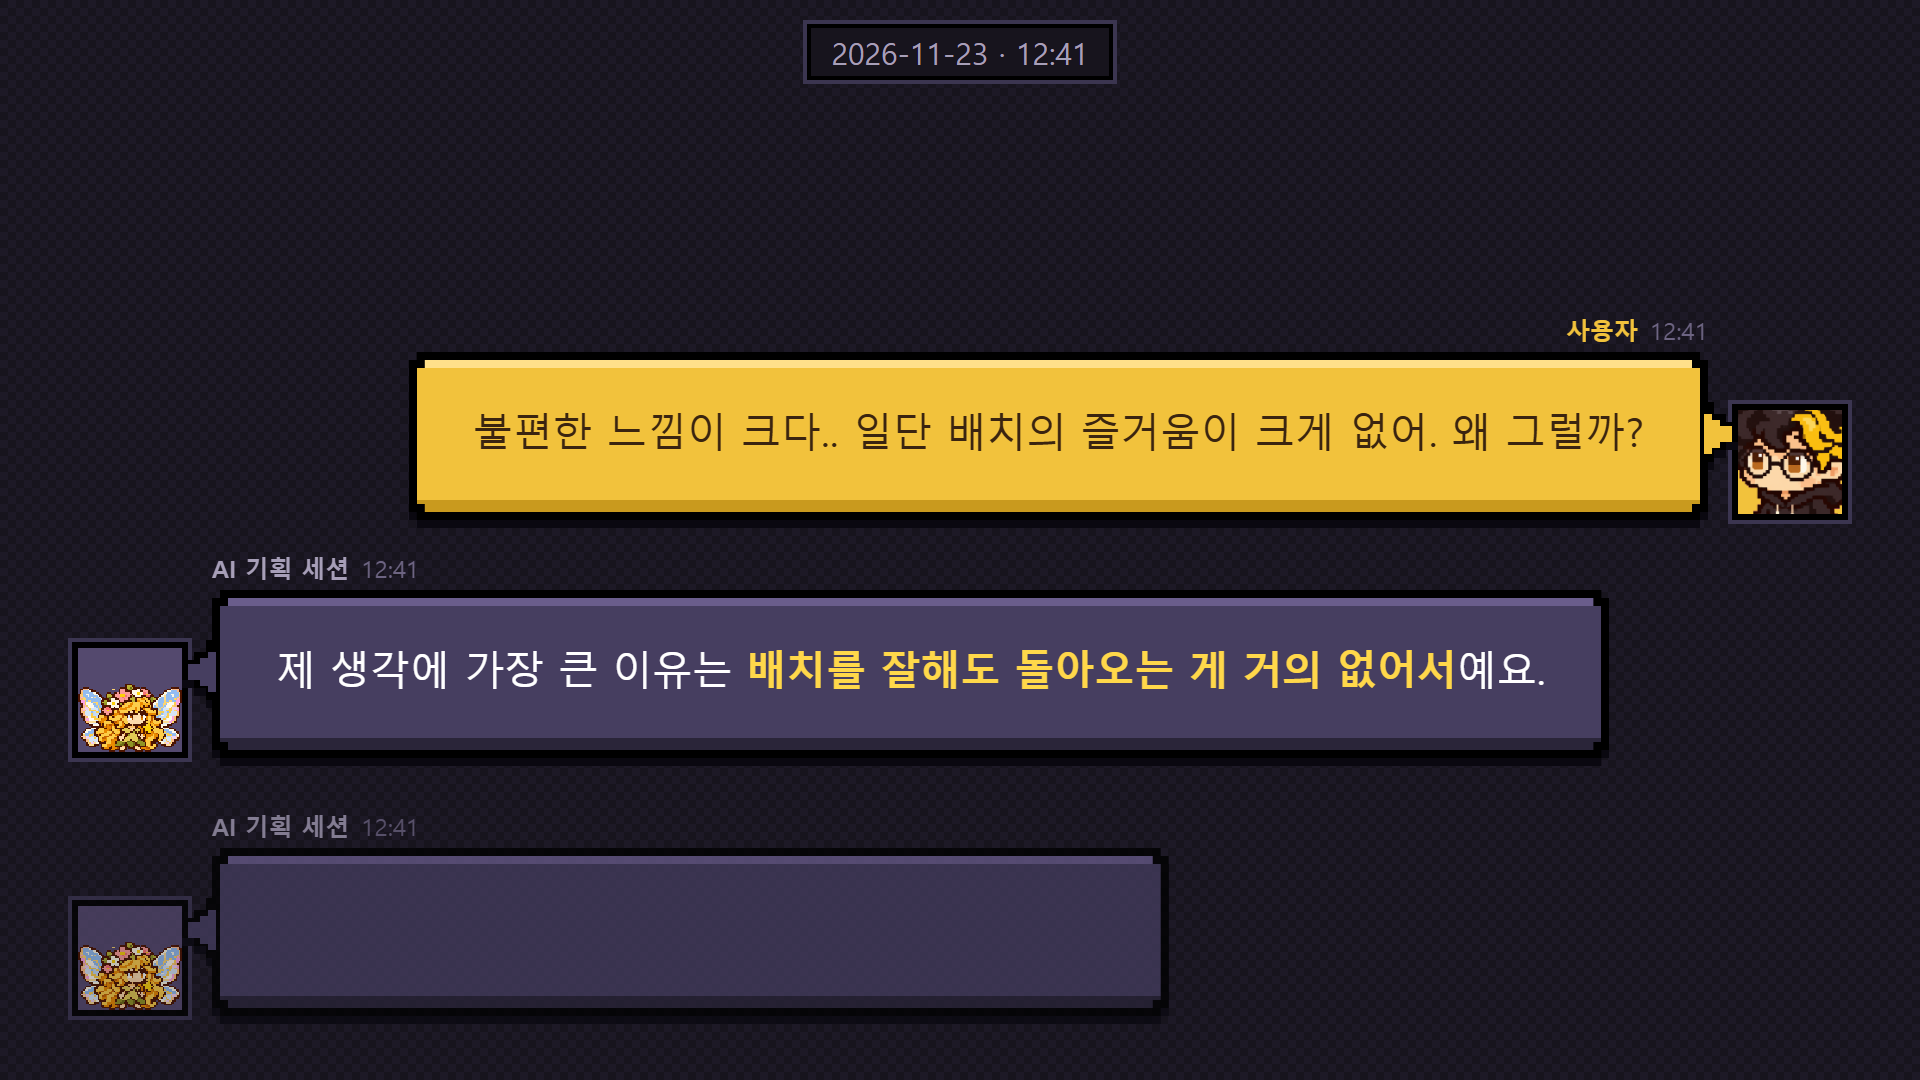 2026-11-23 · 12:41
사용자 12:41
불편한 느낌이 크다.. 일단 배치의 즐거움이 크게 없어. 왜 그럴까?
AI 기획 세션 12:41
제 생각에 가장 큰 이유는 배치를 잘해도 돌아오는 게 거의 없어서예요.
AI 기획 세션 12:41